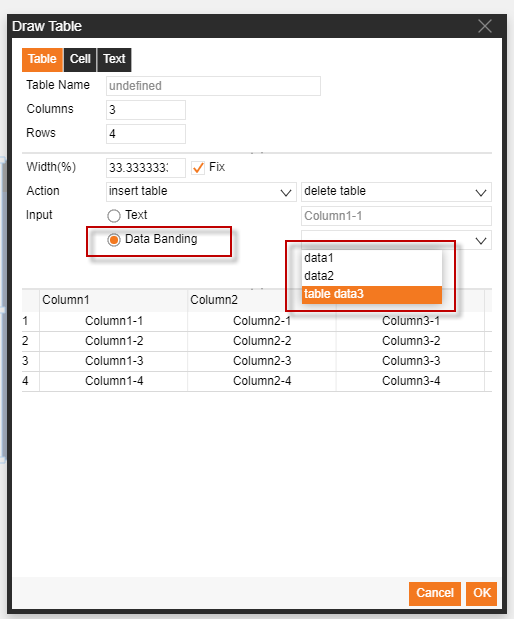 Draw Table
Table Cell Text
Table Name undefined
Columns 3
Rows 4
Width(%) 33.333333: Fix
Action insert table delete table
Input Text Column1-1
Data Banding
data1
data2
table data3
Column1 Column2
1 Column1-1 Column2-1 Column3-1
2 Column1-2 Column2-2 Column3-2
3 Column1-3 Column2-3 Column3-3
4 Column1-4 Column2-4 Column3-4
Cancel OK